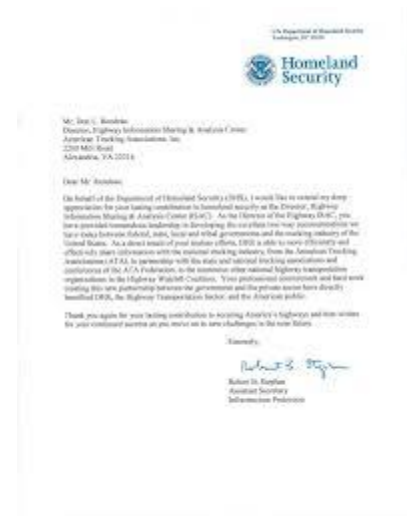 U.S. Department of Homeland Security
Washington, DC 20528
Homeland
Security
Mr. Don L. Rondeau
Director, Highway Information Sharing & Analysis Center
American Trucking Associations, Inc.
2200 Mill Road
Alexandria, VA 22314
Dear Mr. Rondeau:
On behalf of the Department of Homeland Security (DHS), I would like to extend my deep
appreciation for your lasting contribution to homeland security as the Director, Highway
Information Sharing & Analysis Center (ISAC). As the Director of the Highway ISAC, you
have provided tremendous leadership in developing the excellent two-way communications we
have today between federal, state, local and tribal governments and the trucking industry of the
United States. As a direct result of your efforts, DHS is able to more efficiently and
effectively share information with the national trucking industry, from the American Trucking
Associations (ATA), in partnership with the state and national trucking associations and
conferences of the ATA Federation, to the numerous other national highway transportation
organizations in the Highway Watch® Coalition. Your professional commitment and hard work
creating this new partnership between the government and the private sector have directly
benefited DHS, the Highway Transportation Sector, and the American public.
Thank you again for your lasting contribution to securing America's highways and best wishes
for your continued success as you move on to new challenges in the near future.
Sincerely,
Robert B. Stephan
Assistant Secretary
Infrastructure Protection